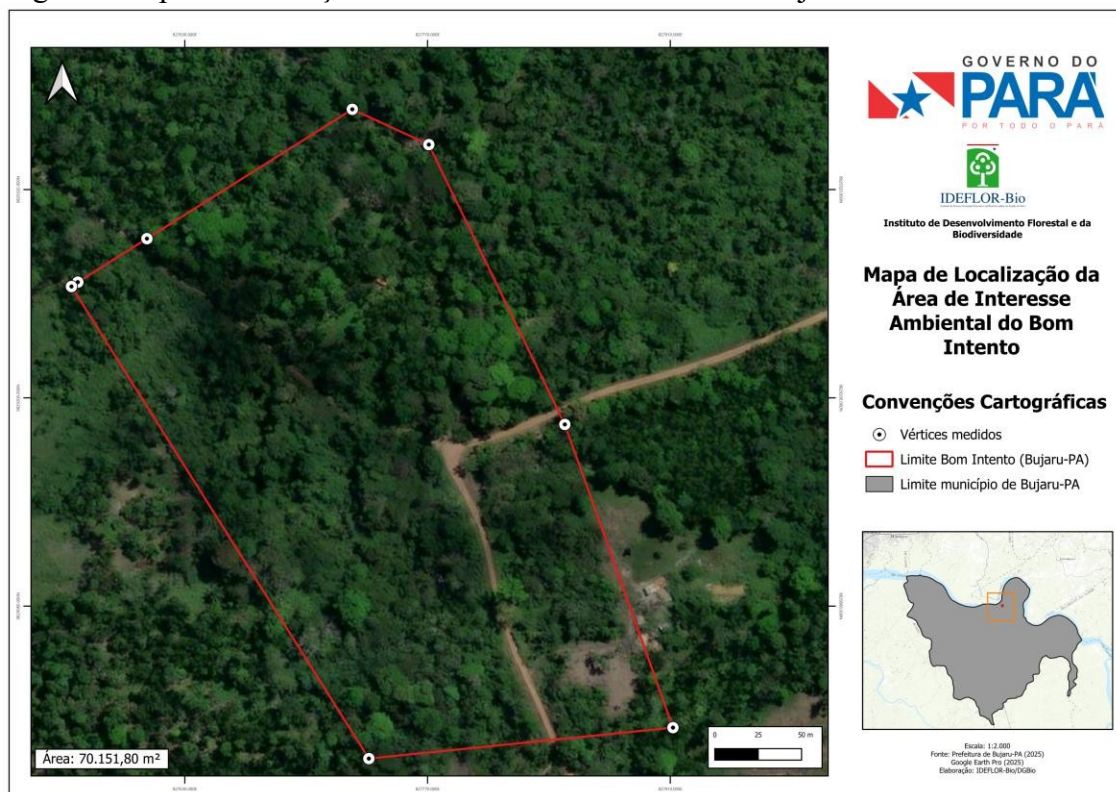 GOVERNO DO
PARÁ
POR TODO O PARÁ
IDEFLOR-Bio
Instituto de Desenvolvimento Florestal e da
Biodiversidade
Mapa de Localização da
Área de Interesse
Ambiental do Bom
Intento
Convenções Cartográficas
Vértices medidos
Limite Bom Intento (Bujaru-PA)
Limite município de Bujaru-PA
0 25 50 m
Área: 70.151,80 m²
Escala: 1:2.000
Fonte: Prefeitura de Bujaru-PA (2025)
Google Earth Pro (2025)
Elaboração: IDEFLOR-Bio/DGBio